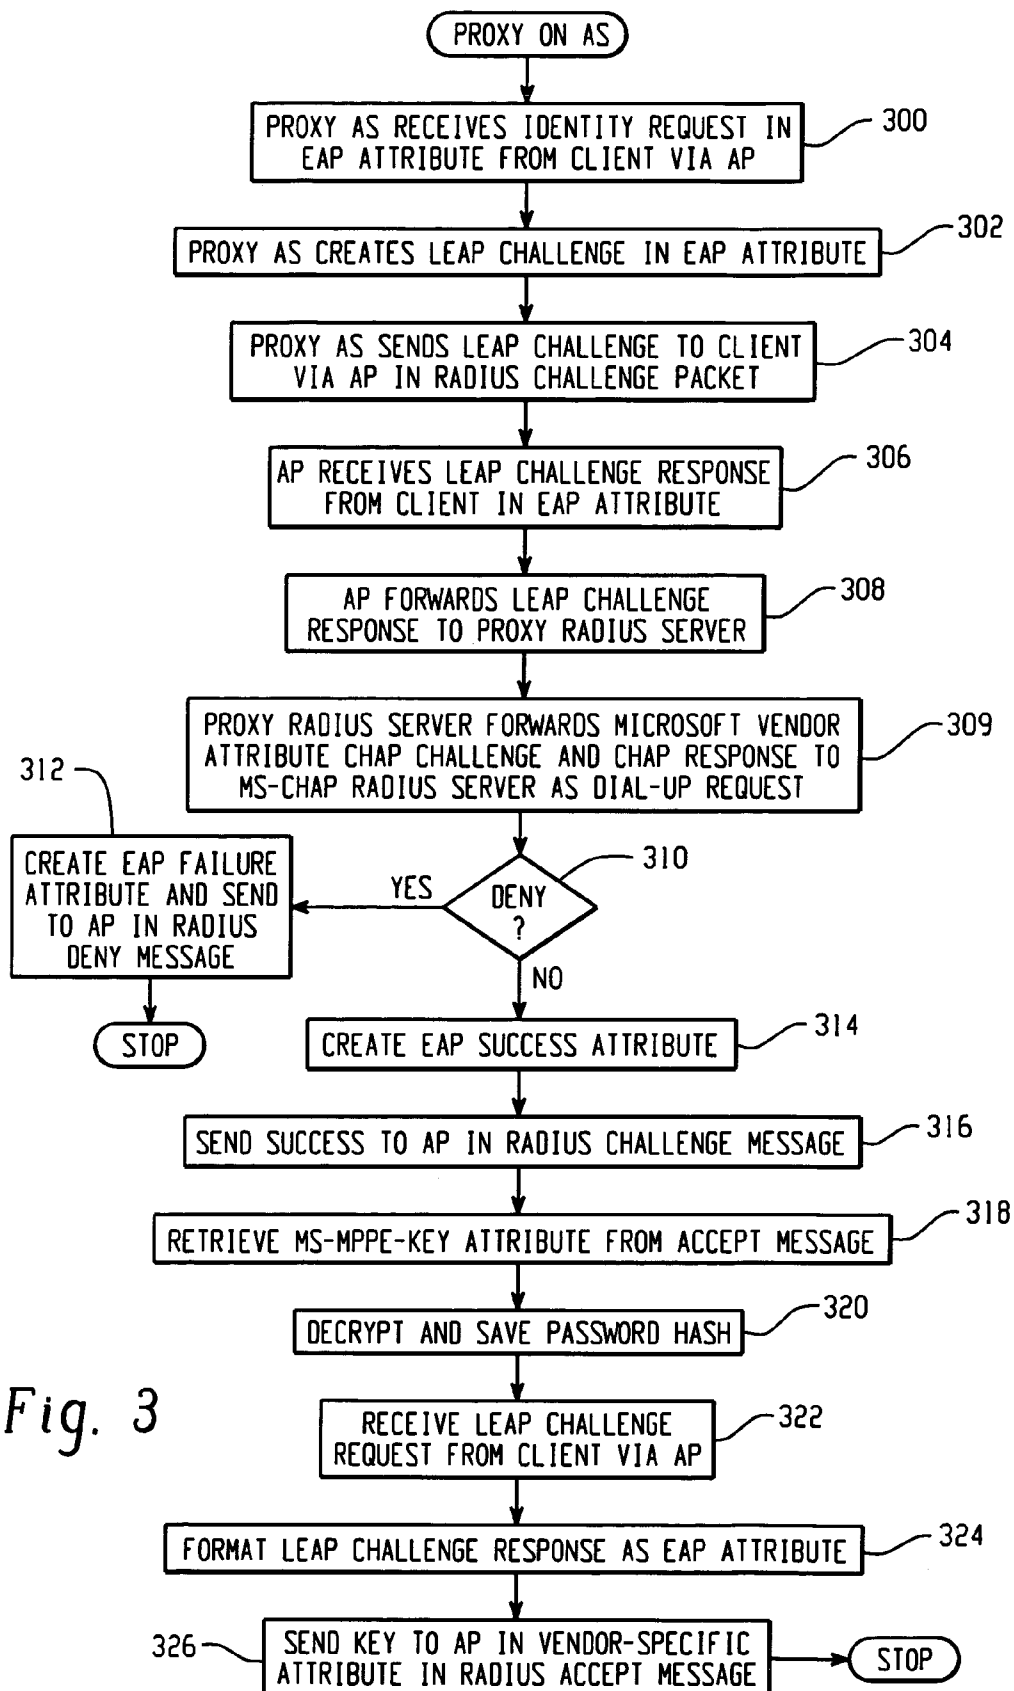 PROXY ON AS
PROXY AS RECEIVES IDENTITY REQUEST IN
EAP ATTRIBUTE FROM CLIENT VIA AP
300
PROXY AS CREATES LEAP CHALLENGE IN EAP ATTRIBUTE
302
PROXY AS SENDS LEAP CHALLENGE TO CLIENT
VIA AP IN RADIUS CHALLENGE PACKET
304
AP RECEIVES LEAP CHALLENGE RESPONSE
FROM CLIENT IN EAP ATTRIBUTE
306
AP FORWARDS LEAP CHALLENGE
RESPONSE TO PROXY RADIUS SERVER
308
PROXY RADIUS SERVER FORWARDS MICROSOFT VENDOR
ATTRIBUTE CHAP CHALLENGE AND CHAP RESPONSE TO
MS-CHAP RADIUS SERVER AS DIAL-UP REQUEST
309
312
CREATE EAP FAILURE
ATTRIBUTE AND SEND
TO AP IN RADIUS
DENY MESSAGE
YES
DENY
?
310
NO
STOP
CREATE EAP SUCCESS ATTRIBUTE
314
SEND SUCCESS TO AP IN RADIUS CHALLENGE MESSAGE
316
RETRIEVE MS-MPPE-KEY ATTRIBUTE FROM ACCEPT MESSAGE
318
DECRYPT AND SAVE PASSWORD HASH
320
Fig. 3
RECEIVE LEAP CHALLENGE
REQUEST FROM CLIENT VIA AP
322
FORMAT LEAP CHALLENGE RESPONSE AS EAP ATTRIBUTE
324
326
SEND KEY TO AP IN VENDOR-SPECIFIC
ATTRIBUTE IN RADIUS ACCEPT MESSAGE
STOP